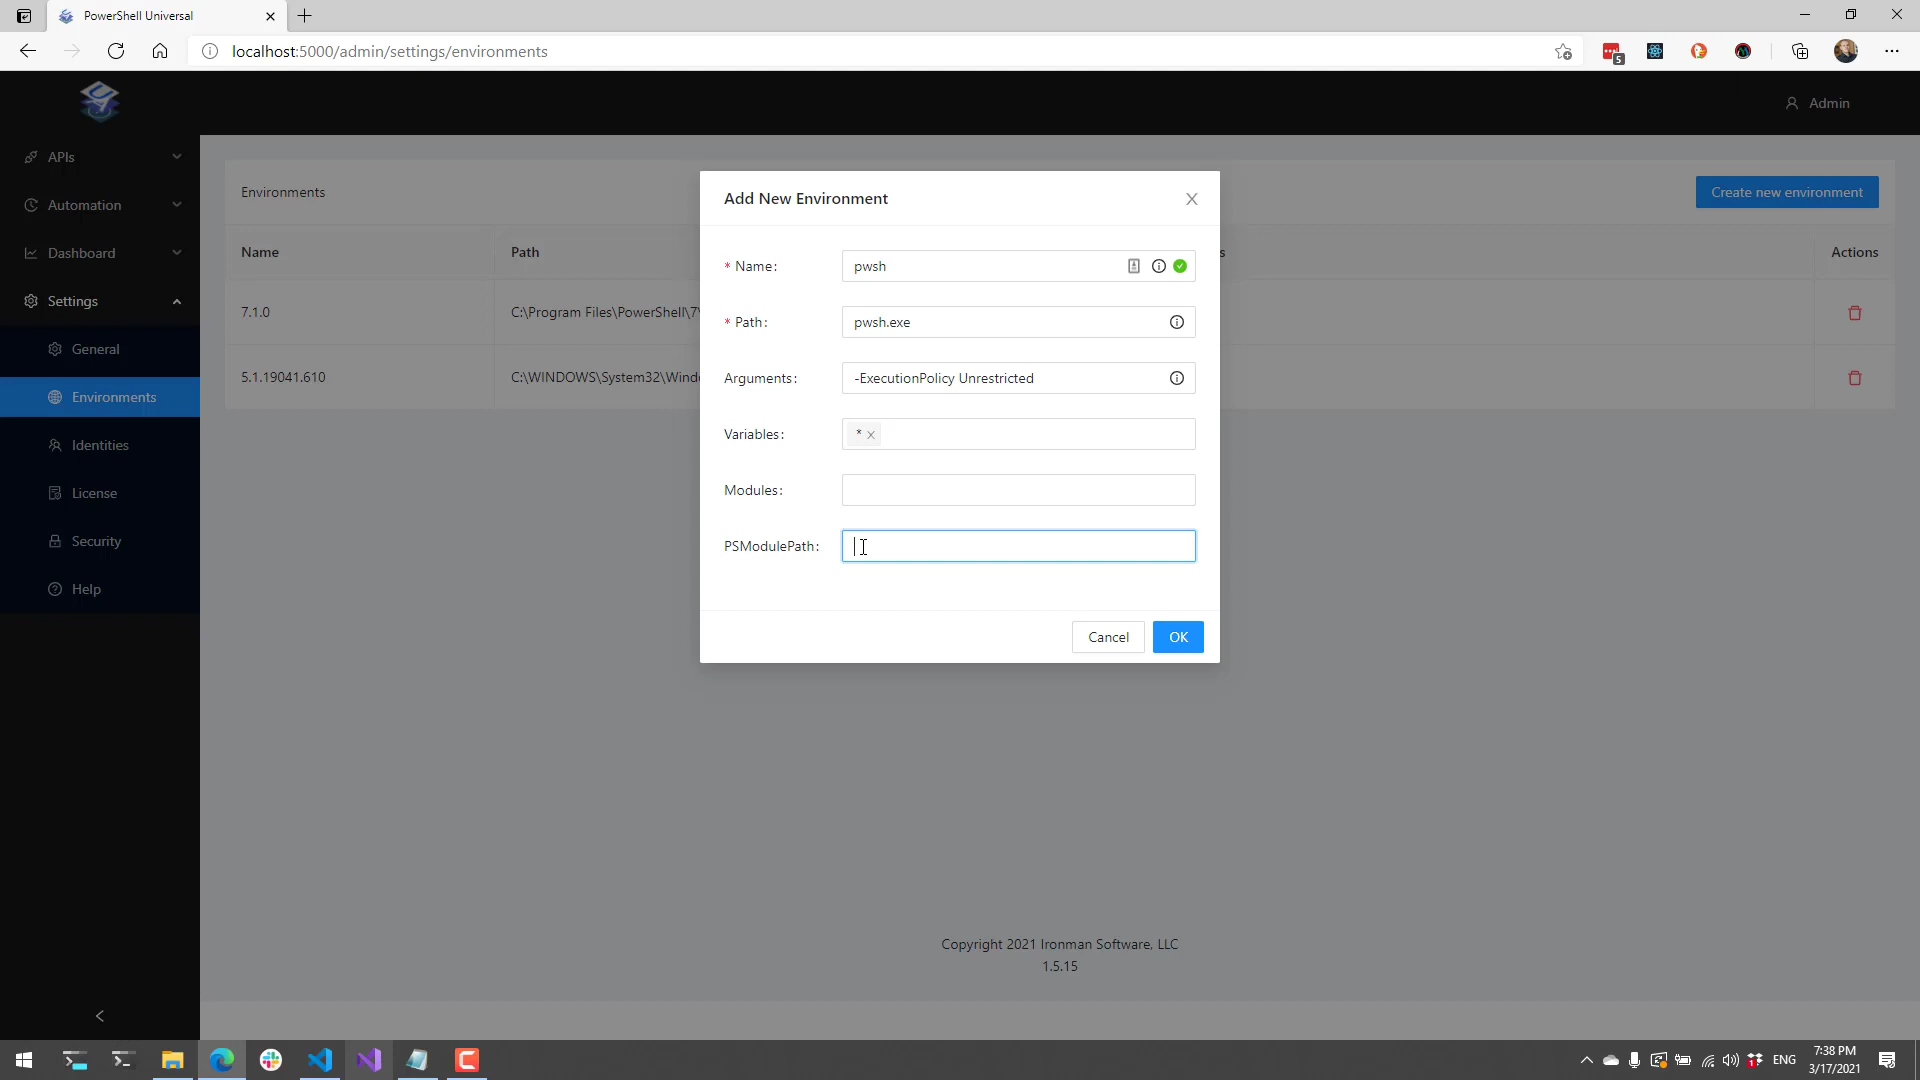 PowerShell Universal
localhost:5000/admin/settings/environments
5
Admin
APIs
Automation
Dashboard
Settings
General
Environments
Identities
License
Security
Help
Environments
Create new environment
Name
Path
s
Actions
7.1.0
C:\Program Files\PowerShell\7\
5.1.19041.610
C:\WINDOWS\System32\Windo
Add New Environment
* Name:
pwsh
* Path:
pwsh.exe
Arguments:
-ExecutionPolicy Unrestricted
Variables:
*
Modules:
PSModulePath:
Cancel
OK
Copyright 2021 Ironman Software, LLC
1.5.15
ENG
7:38 PM
3/17/2021